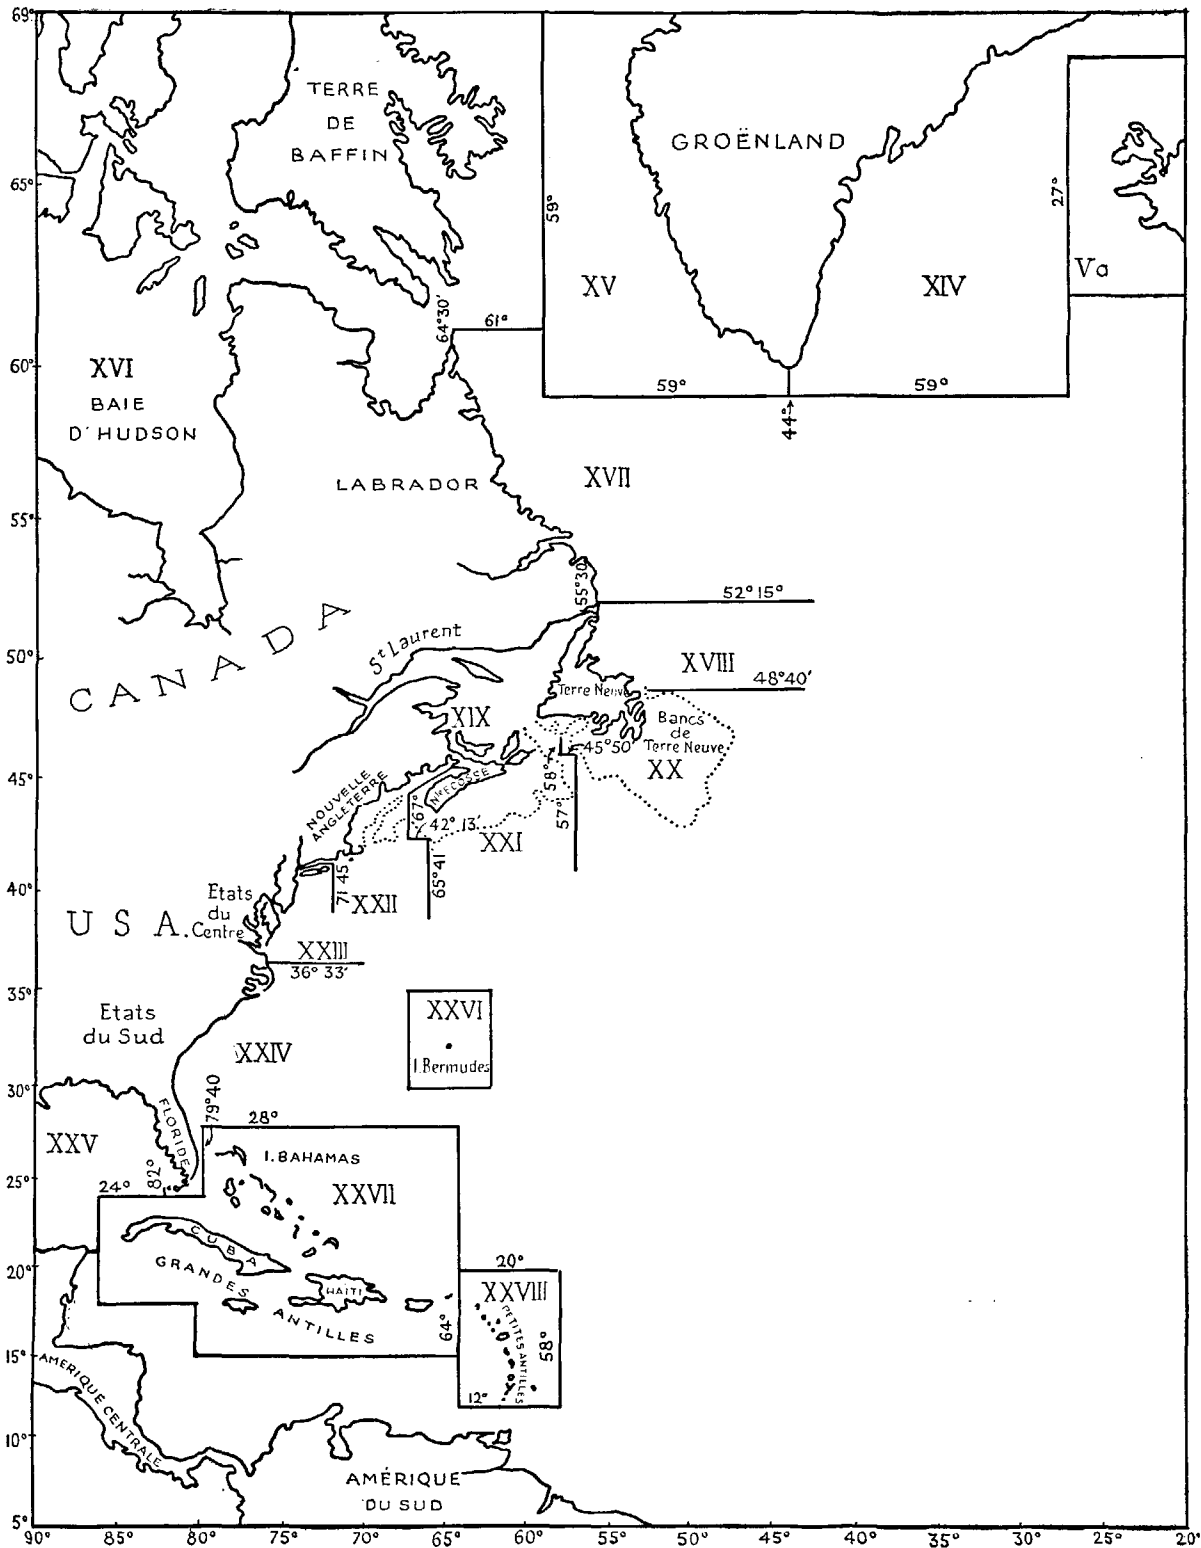 69°
TERRE
DE
BAFFIN
GROËNLAND
65°
59°
27°
Va
XV
XIV
64°30'
61°
60°
XVI
BAIE
D'HUDSON
59°
59°
44°
LABRADOR
XVII
55°
55°30'
52°15°
CANADA
St Laurent
50°
XVIII
48°40'
Terre Neuve
XIX
Bancs
de
Terre Neuve
XX
45°50'
58°
57°
45°
NOUVELLE
ANGLETERRE
Nlle ECOSSE
67°
42° 13'
XXI
65°41
71 45'
40°
Etats
du
Centre
USA.
XXII
XXIII
36° 33'
35°
Etats
du Sud
XXIV
XXVI
I.Bermudes
30°
79°40
FLORIDE
28°
XXV
I.BAHAMAS
82°
25°
24°
XXVII
CUBA
20°
20°
GRANDES
ANTILLES
HAITI
XXVIII
PETITES ANTILLES
64°
58°
15°
12°
AMERIQUE CENTRALE
10°
AMÉRIQUE
DU SUD
5°
90° 85° 80° 75° 70° 65° 60° 55° 50° 45° 40° 35° 30° 25° 20°